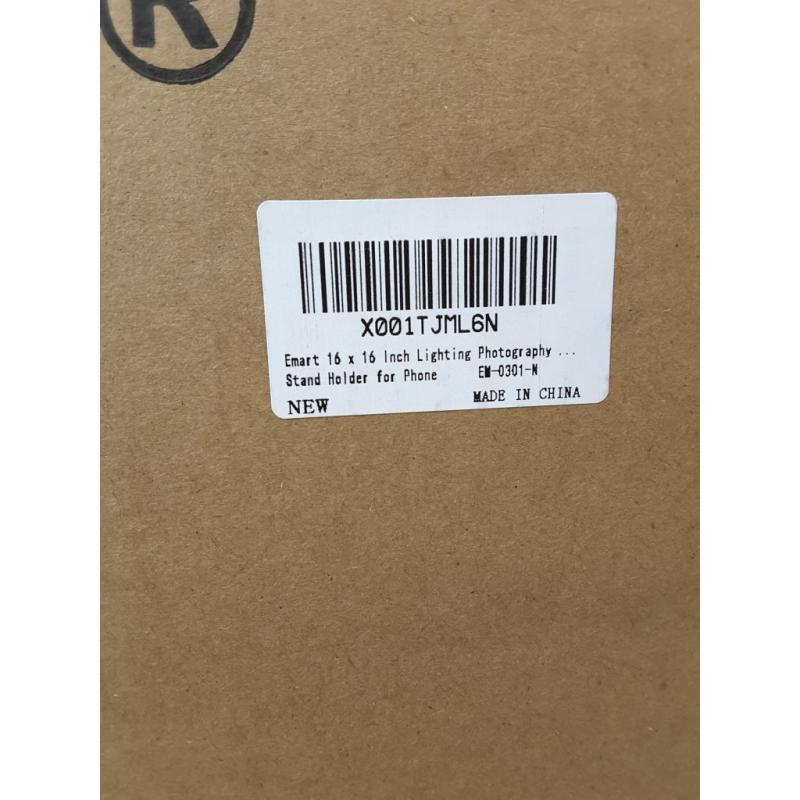 ®
X001TJML6N
Emart 16 x 16 Inch Lighting Photography ...
Stand Holder for Phone EM-0301-N
NEW MADE IN CHINA